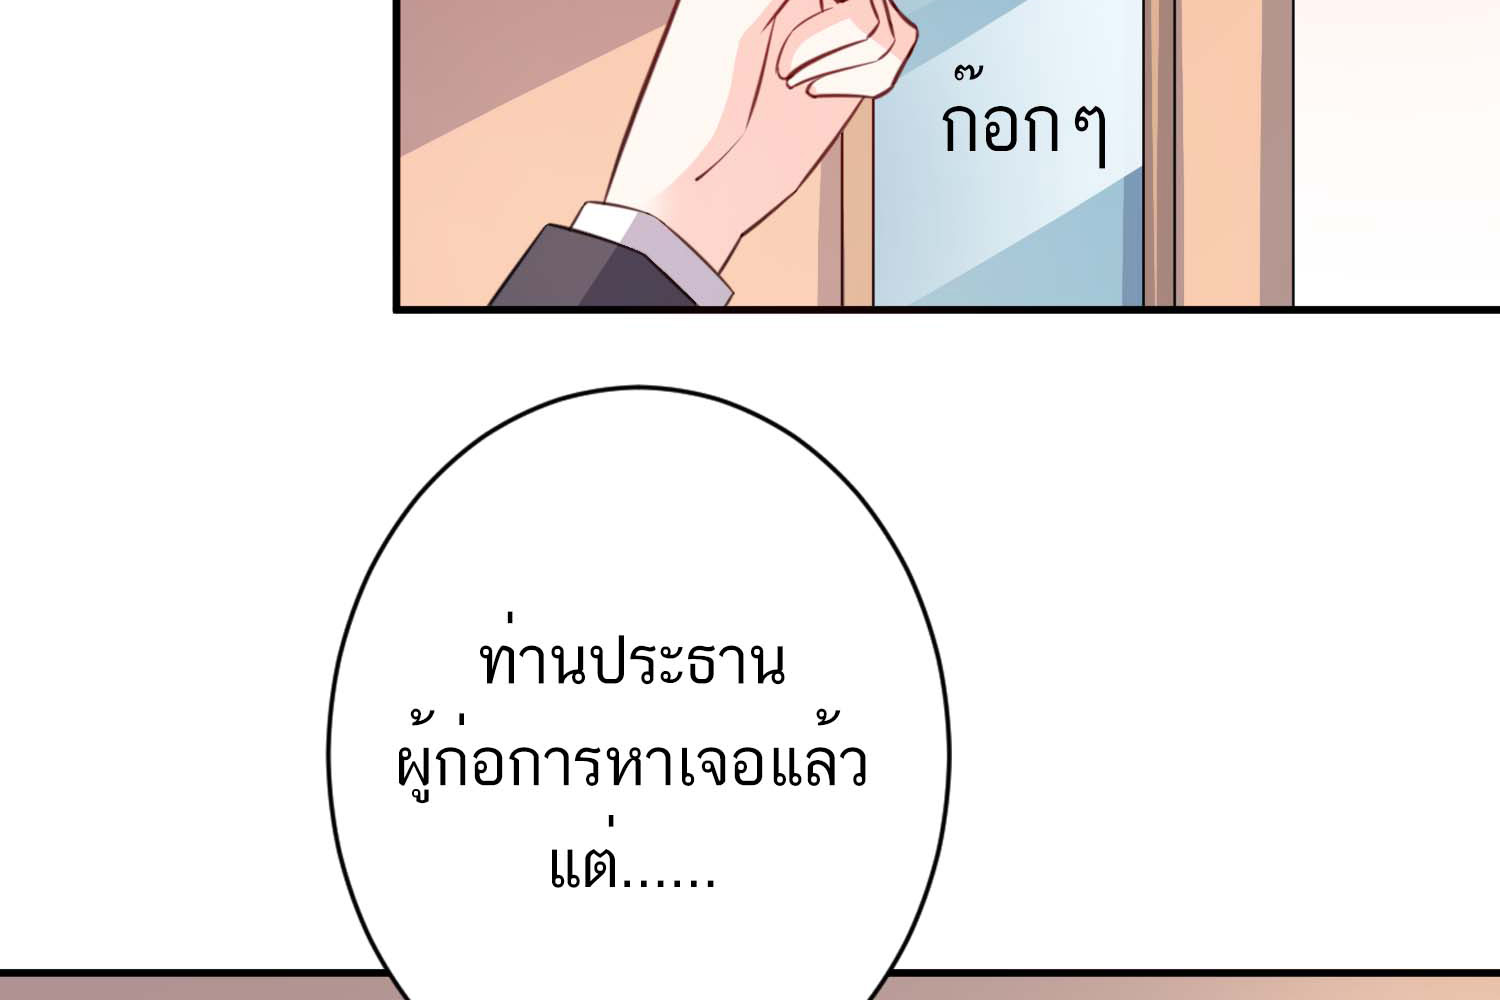 ก๊อกๆ
ท่านประธาน
ผู้ก่อการหาเจอแล้ว
แต่......